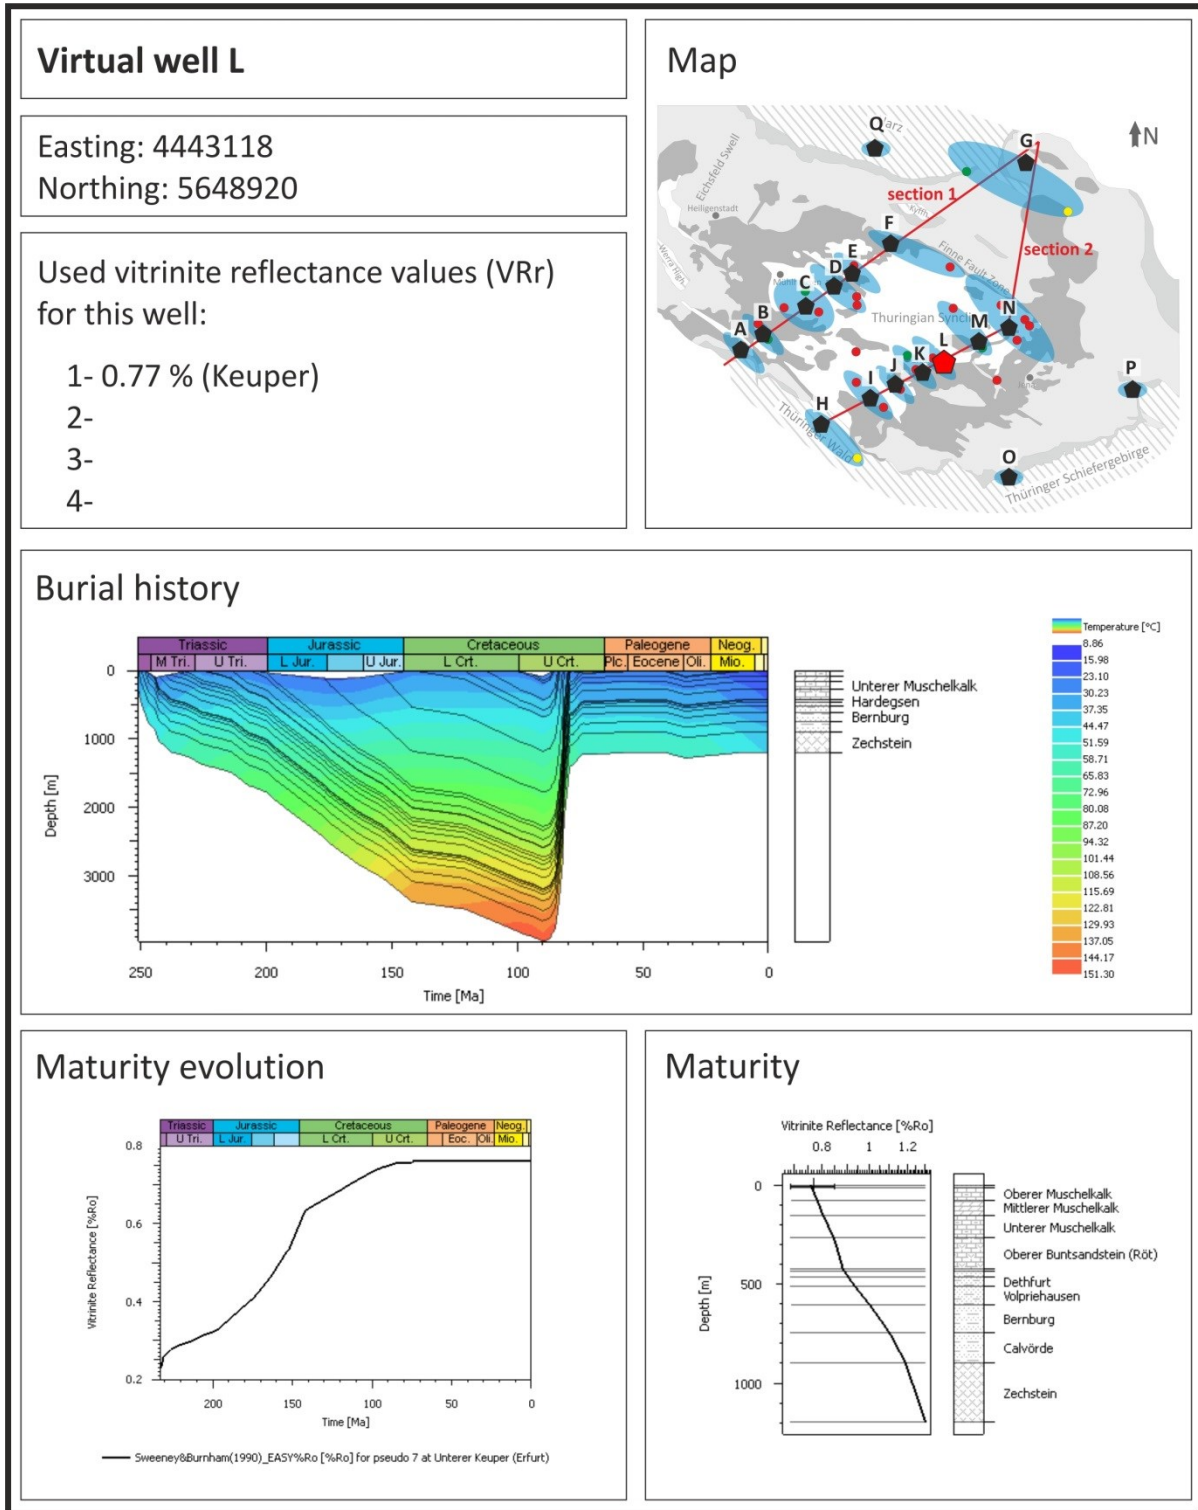 Virtual well L
Easting: 4443118
Northing: 5648920
Used vitrinite reflectance values (VRr)
for this well:
1- 0.77 % (Keuper)
2-
3-
4-
Map
N
Q
G
section 1
Eichsfeld Swell
Heiligenstadt
F
section 2
Werra High
E
D
Finne Fault Zone
C
B
A
Thuringian
M
N
L
K
J
I
H
P
Thüringer Wald
O
Thüringer Schiefergebirge
Burial history
Triassic Jurassic Cretaceous Paleogene Neog.
M Tri. U Tri. L Jur. U Jur. L Crt. U Crt. Plc. Eocene Oli. Mio.
0
1000
2000
3000
Depth [m]
250 200 150 100 50 0
Time [Ma]
Unterer Muschelkalk
Hardegsen
Bernburg
Zechstein
Temperature [°C]
8.86
15.98
23.10
30.23
37.35
44.47
51.59
58.71
65.83
72.96
80.08
87.20
94.32
101.44
108.56
115.69
122.81
129.93
137.05
144.17
151.30
Maturity evolution
Triassic Jurassic Cretaceous Paleogene Neog.
U Tri. L Jur. L Crt. U Crt. Eoc. Oli. Mio.
0.8
0.6
0.4
0.2
Vitrinite Reflectance [%Ro]
200 150 100 50 0
Time [Ma]
Sweeney&Burnham(1990)_EASY%Ro [%Ro] for pseudo 7 at Unterer Keuper (Erfurt)
Maturity
Vitrinite Reflectance [%Ro]
0.8 1 1.2
0
500
1000
Depth [m]
Oberer Muschelkalk
Mittlerer Muschelkalk
Unterer Muschelkalk
Oberer Buntsandstein (Röt)
Dethfurt
Volpriehausen
Bernburg
Calvörde
Zechstein